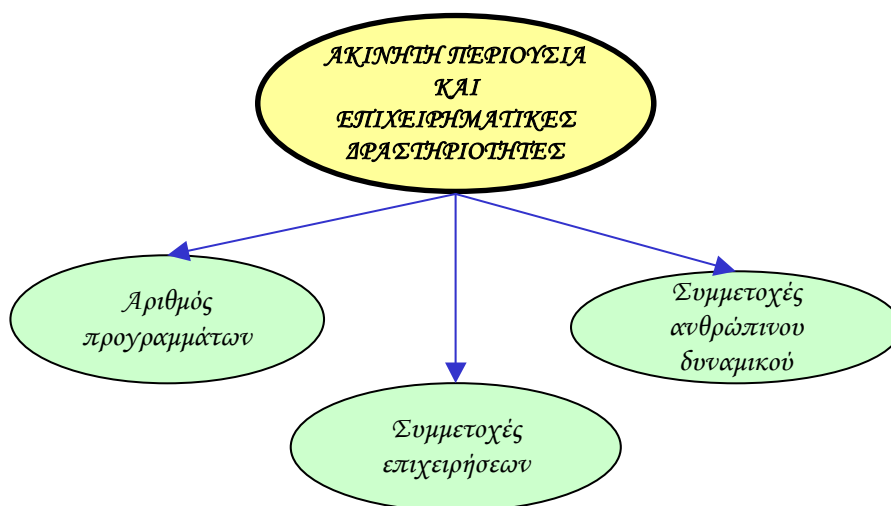 ΑΚΙΝΗΤΗ ΠΕΡΙΟΥΣΙΑ
ΚΑΙ
ΕΠΙΧΕΙΡΗΜΑΤΙΚΕΣ
ΔΡΑΣΤΗΡΙΟΤΗΤΕΣ
Αριθμός
προγραμμάτων
Συμμετοχές
επιχειρήσεων
Συμμετοχές
ανθρώπινου
δυναμικού